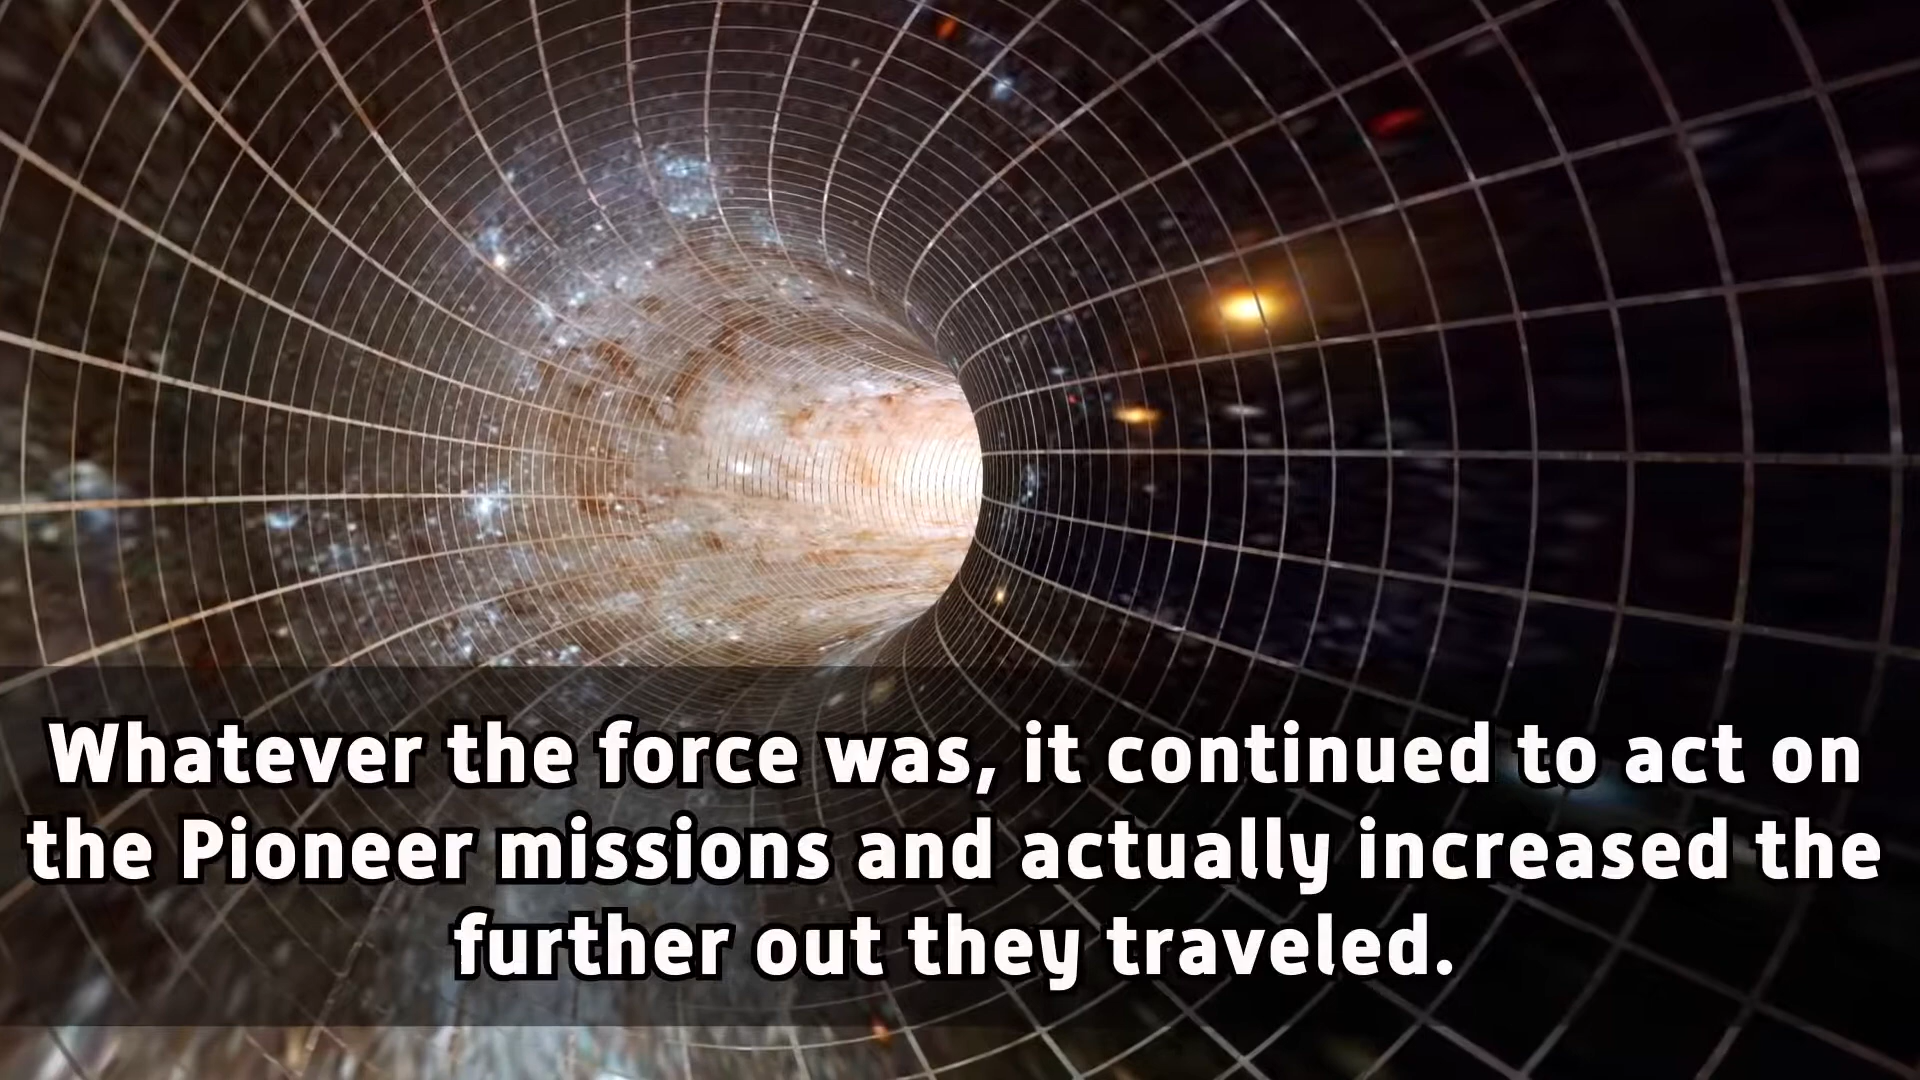 Whatever the force was, it continued to act on
the Pioneer missions and actually increased the
further out they traveled.